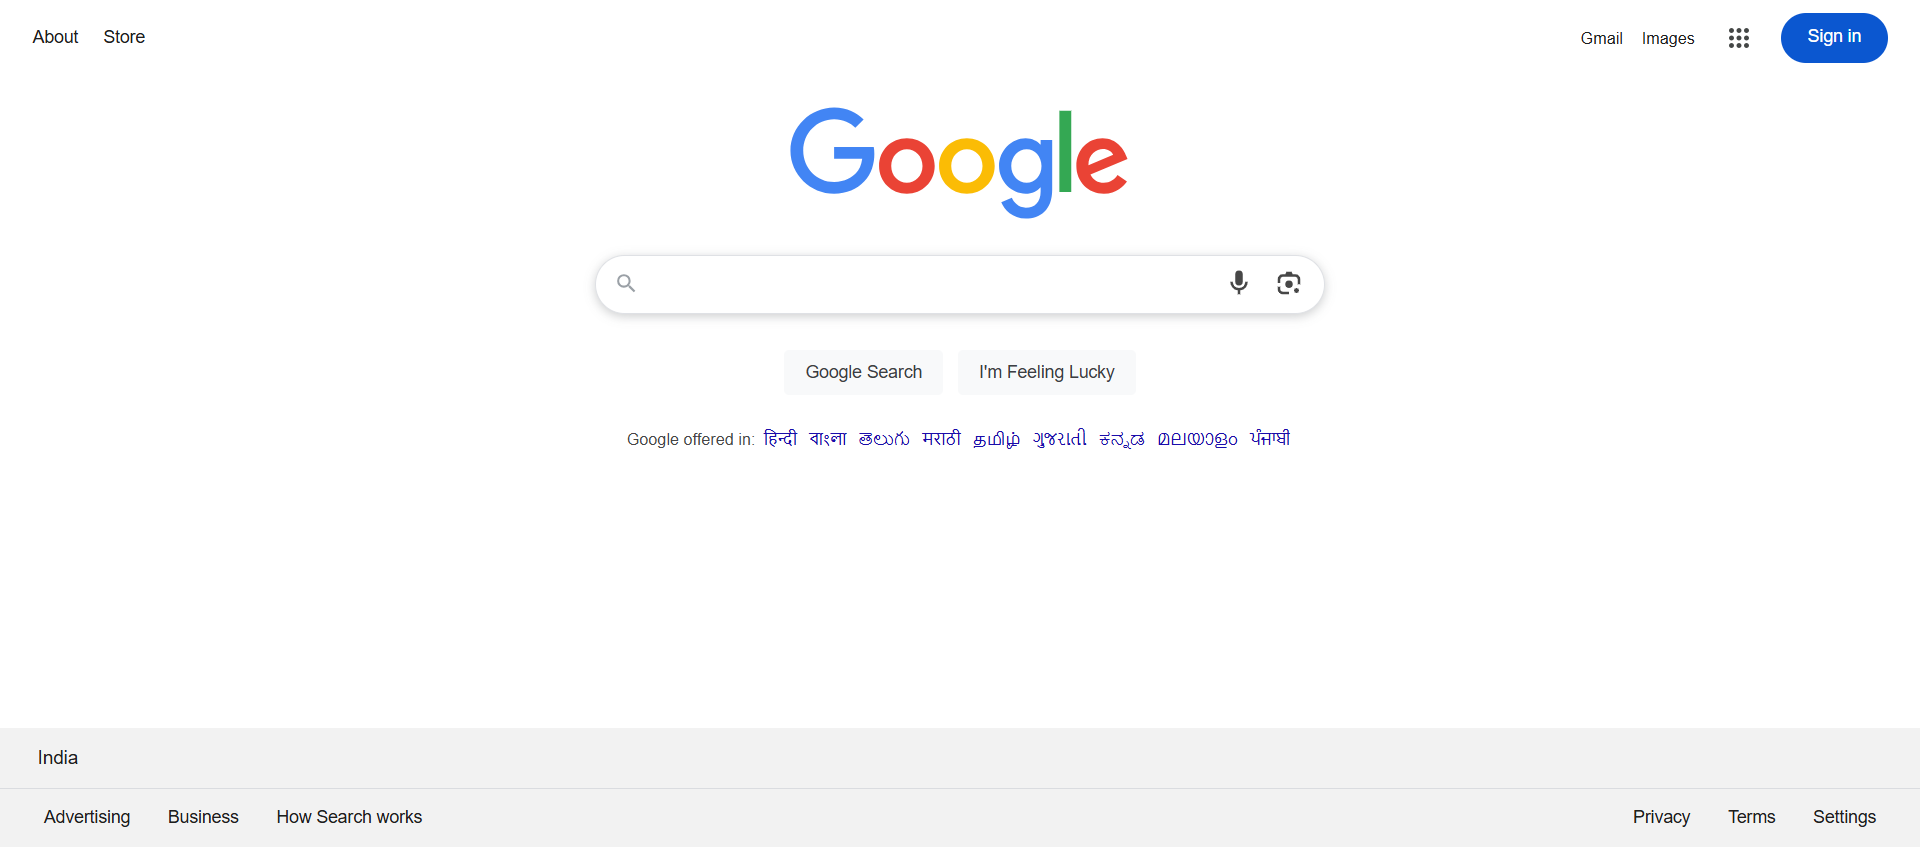 About Store Gmail Images Sign in
Google
Google Search I'm Feeling Lucky
Google offered in: हिन्दी বাংলা తెలుగు मराठी தமிழ் ગુજરાતી ಕನ್ನಡ മലയാളം ਪੰਜਾਬੀ
India
Advertising Business How Search works Privacy Terms Settings